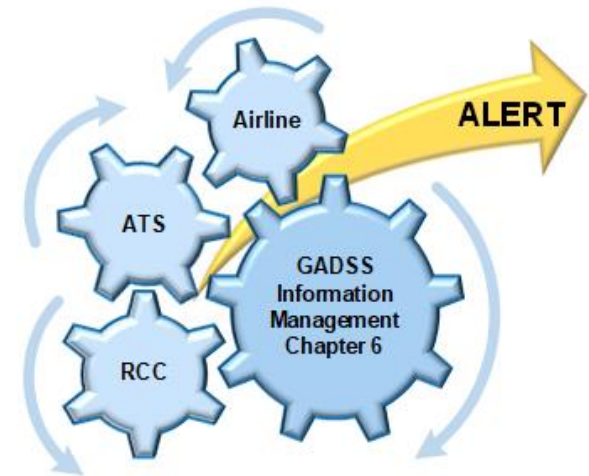 Airline
ALERT
ATS
GADSS
Information
Management
Chapter 6
RCC